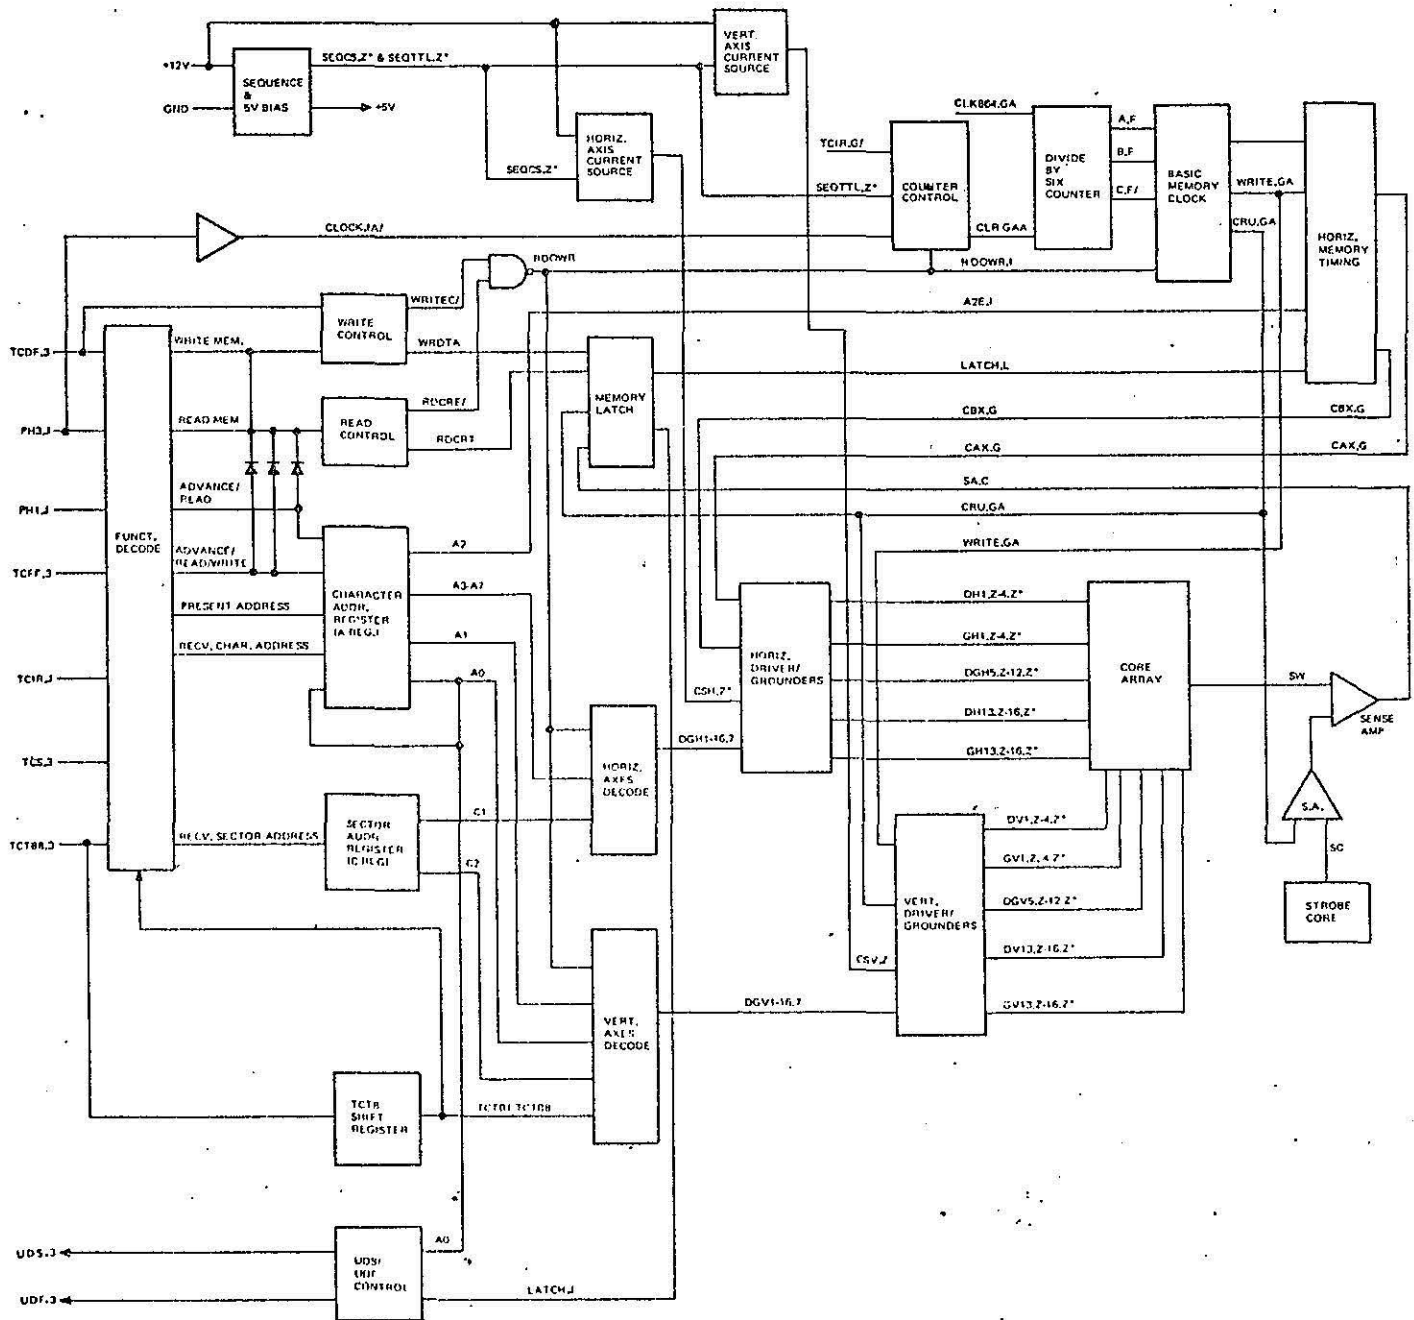 VERT.
AXIS
CURRENT
SOURCE
+12V
SEQCS,Z* & SEQTTL,Z*
SEQUENCE
&
5V BIAS
GND
+5V
HORIZ.
AXIS
CURRENT
SOURCE
SEQCS,Z*
CLK864,GA
TCIR,G/
SEQTTL,Z*
COUNTER
CONTROL
CLR GAA
DIVIDE
BY
SIX
COUNTER
A,F
B,F
C,F/
BASIC
MEMORY
CLOCK
WRITE,GA
CRU,GA
HORIZ.
MEMORY
TIMING
CLOCK,IA/
RDOWR
RDOWR,I
WRITEC/
WRITE
CONTROL
WRDTA
A2E,I
TCDF,3
WRITE MEM.
MEMORY
LATCH
LATCH,L
RDCRE/
READ
CONTROL
RDCRT
PH3,J
READ MEM
CBX,G
CBX,G
CAX,G
CAX,G
SA,C
ADVANCE/
READ
PH1,J
CRU,GA
FUNCT.
DECODE
ADVANCE/
READ/WRITE
WRITE,GA
A2
CHARACTER
ADDR.
REGISTER
(A REG.)
A3-A7
PRESENT ADDRESS
A1
RECV. CHAR. ADDRESS
A0
TCIR,J
TCS,3
HORIZ.
DRIVER/
GROUNDERS
CSH,Z*
DH1,Z-4,Z*
GH1,Z-4,Z*
DGH5,Z-12,Z*
DH13,Z-16,Z*
GH13,Z-16,Z*
CORE
ARRAY
SW
SENSE
AMP
HORIZ.
AXES
DECODE
DGH1-16,7
C1
SECTOR
ADDR.
REGISTER
(C REG)
C2
RECV. SECTOR ADDRESS
TCT88,3
S.A.
SC
STROBE
CORE
VERT.
DRIVER/
GROUNDERS
DV1,Z-4,Z*
GV1,Z,4,Z*
DGV5,Z-12,Z*
DV13,Z-16,Z*
GV13,Z-16,Z*
CSV,Z
VERT.
AXES
DECODE
DGV1-16,7
TCTB
SHIFT
REGISTER
UDS,3
UDS/
UDF
CONTROL
A0
UDF,3
LATCH,J